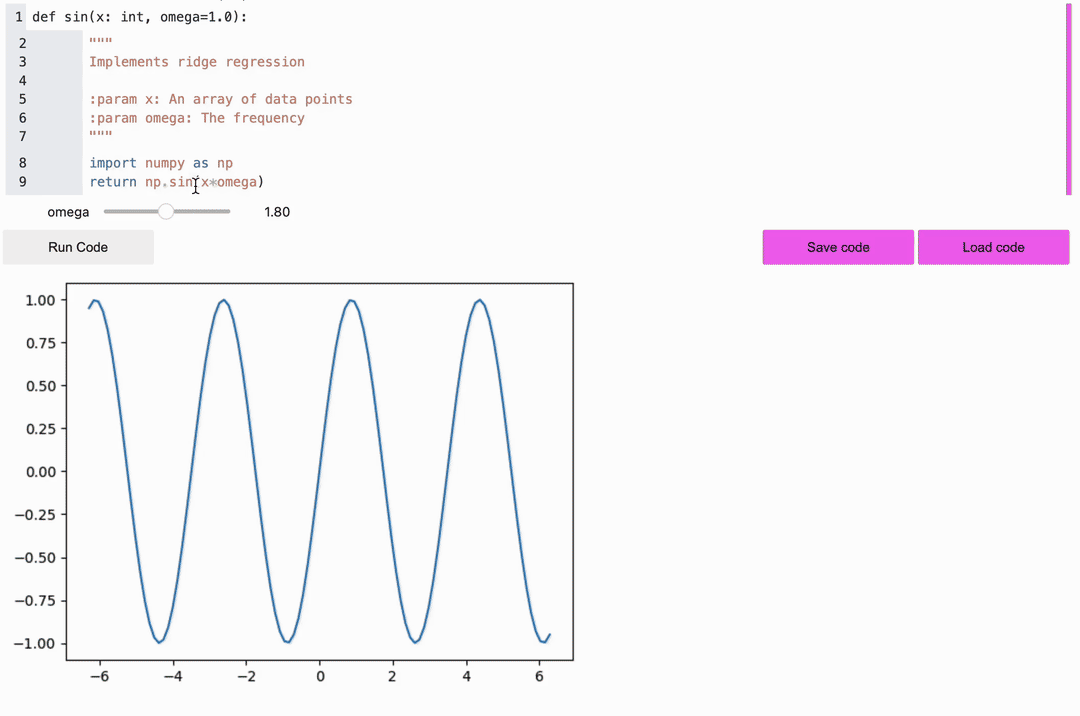 1 def sin(x: int, omega=1.0):
2 """
3 Implements ridge regression
4
5 :param x: An array of data points
6 :param omega: The frequency
7 """
8 import numpy as np
9 return np.sin(x*omega)
omega 1.80
Run Code Save code Load code
1.00
0.75
0.50
0.25
0.00
−0.25
−0.50
−0.75
−1.00
−6 −4 −2 0 2 4 6